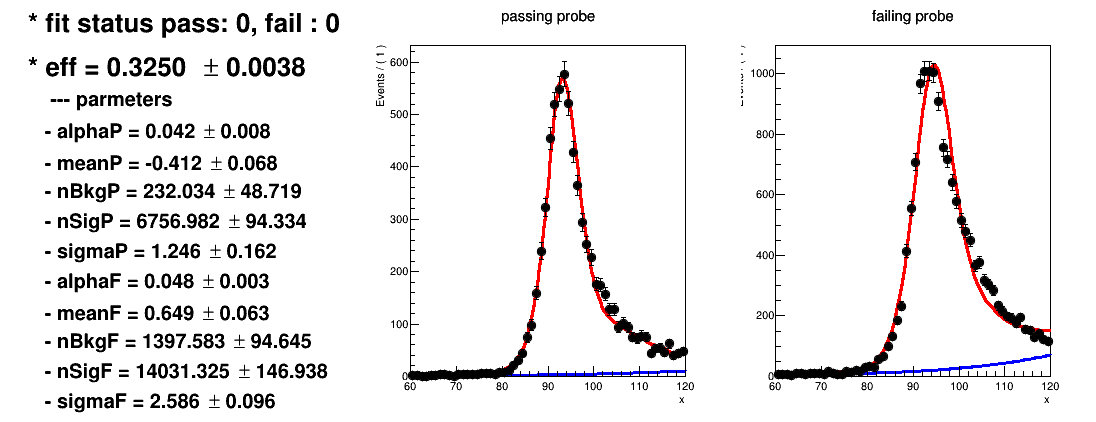 * fit status pass: 0, fail : 0
* eff = 0.3250 ± 0.0038
--- parmeters
- alphaP = 0.042 ± 0.008
- meanP = -0.412 ± 0.068
- nBkgP = 232.034 ± 48.719
- nSigP = 6756.982 ± 94.334
- sigmaP = 1.246 ± 0.162
- alphaF = 0.048 ± 0.003
- meanF = 0.649 ± 0.063
- nBkgF = 1397.583 ± 94.645
- nSigF = 14031.325 ± 146.938
- sigmaF = 2.586 ± 0.096
passing probe
Events / ( 1 )
600
500
400
300
200
100
0
60 70 80 90 100 110 120
x
failing probe
1000
800
600
400
200
0
60 70 80 90 100 110 120
x